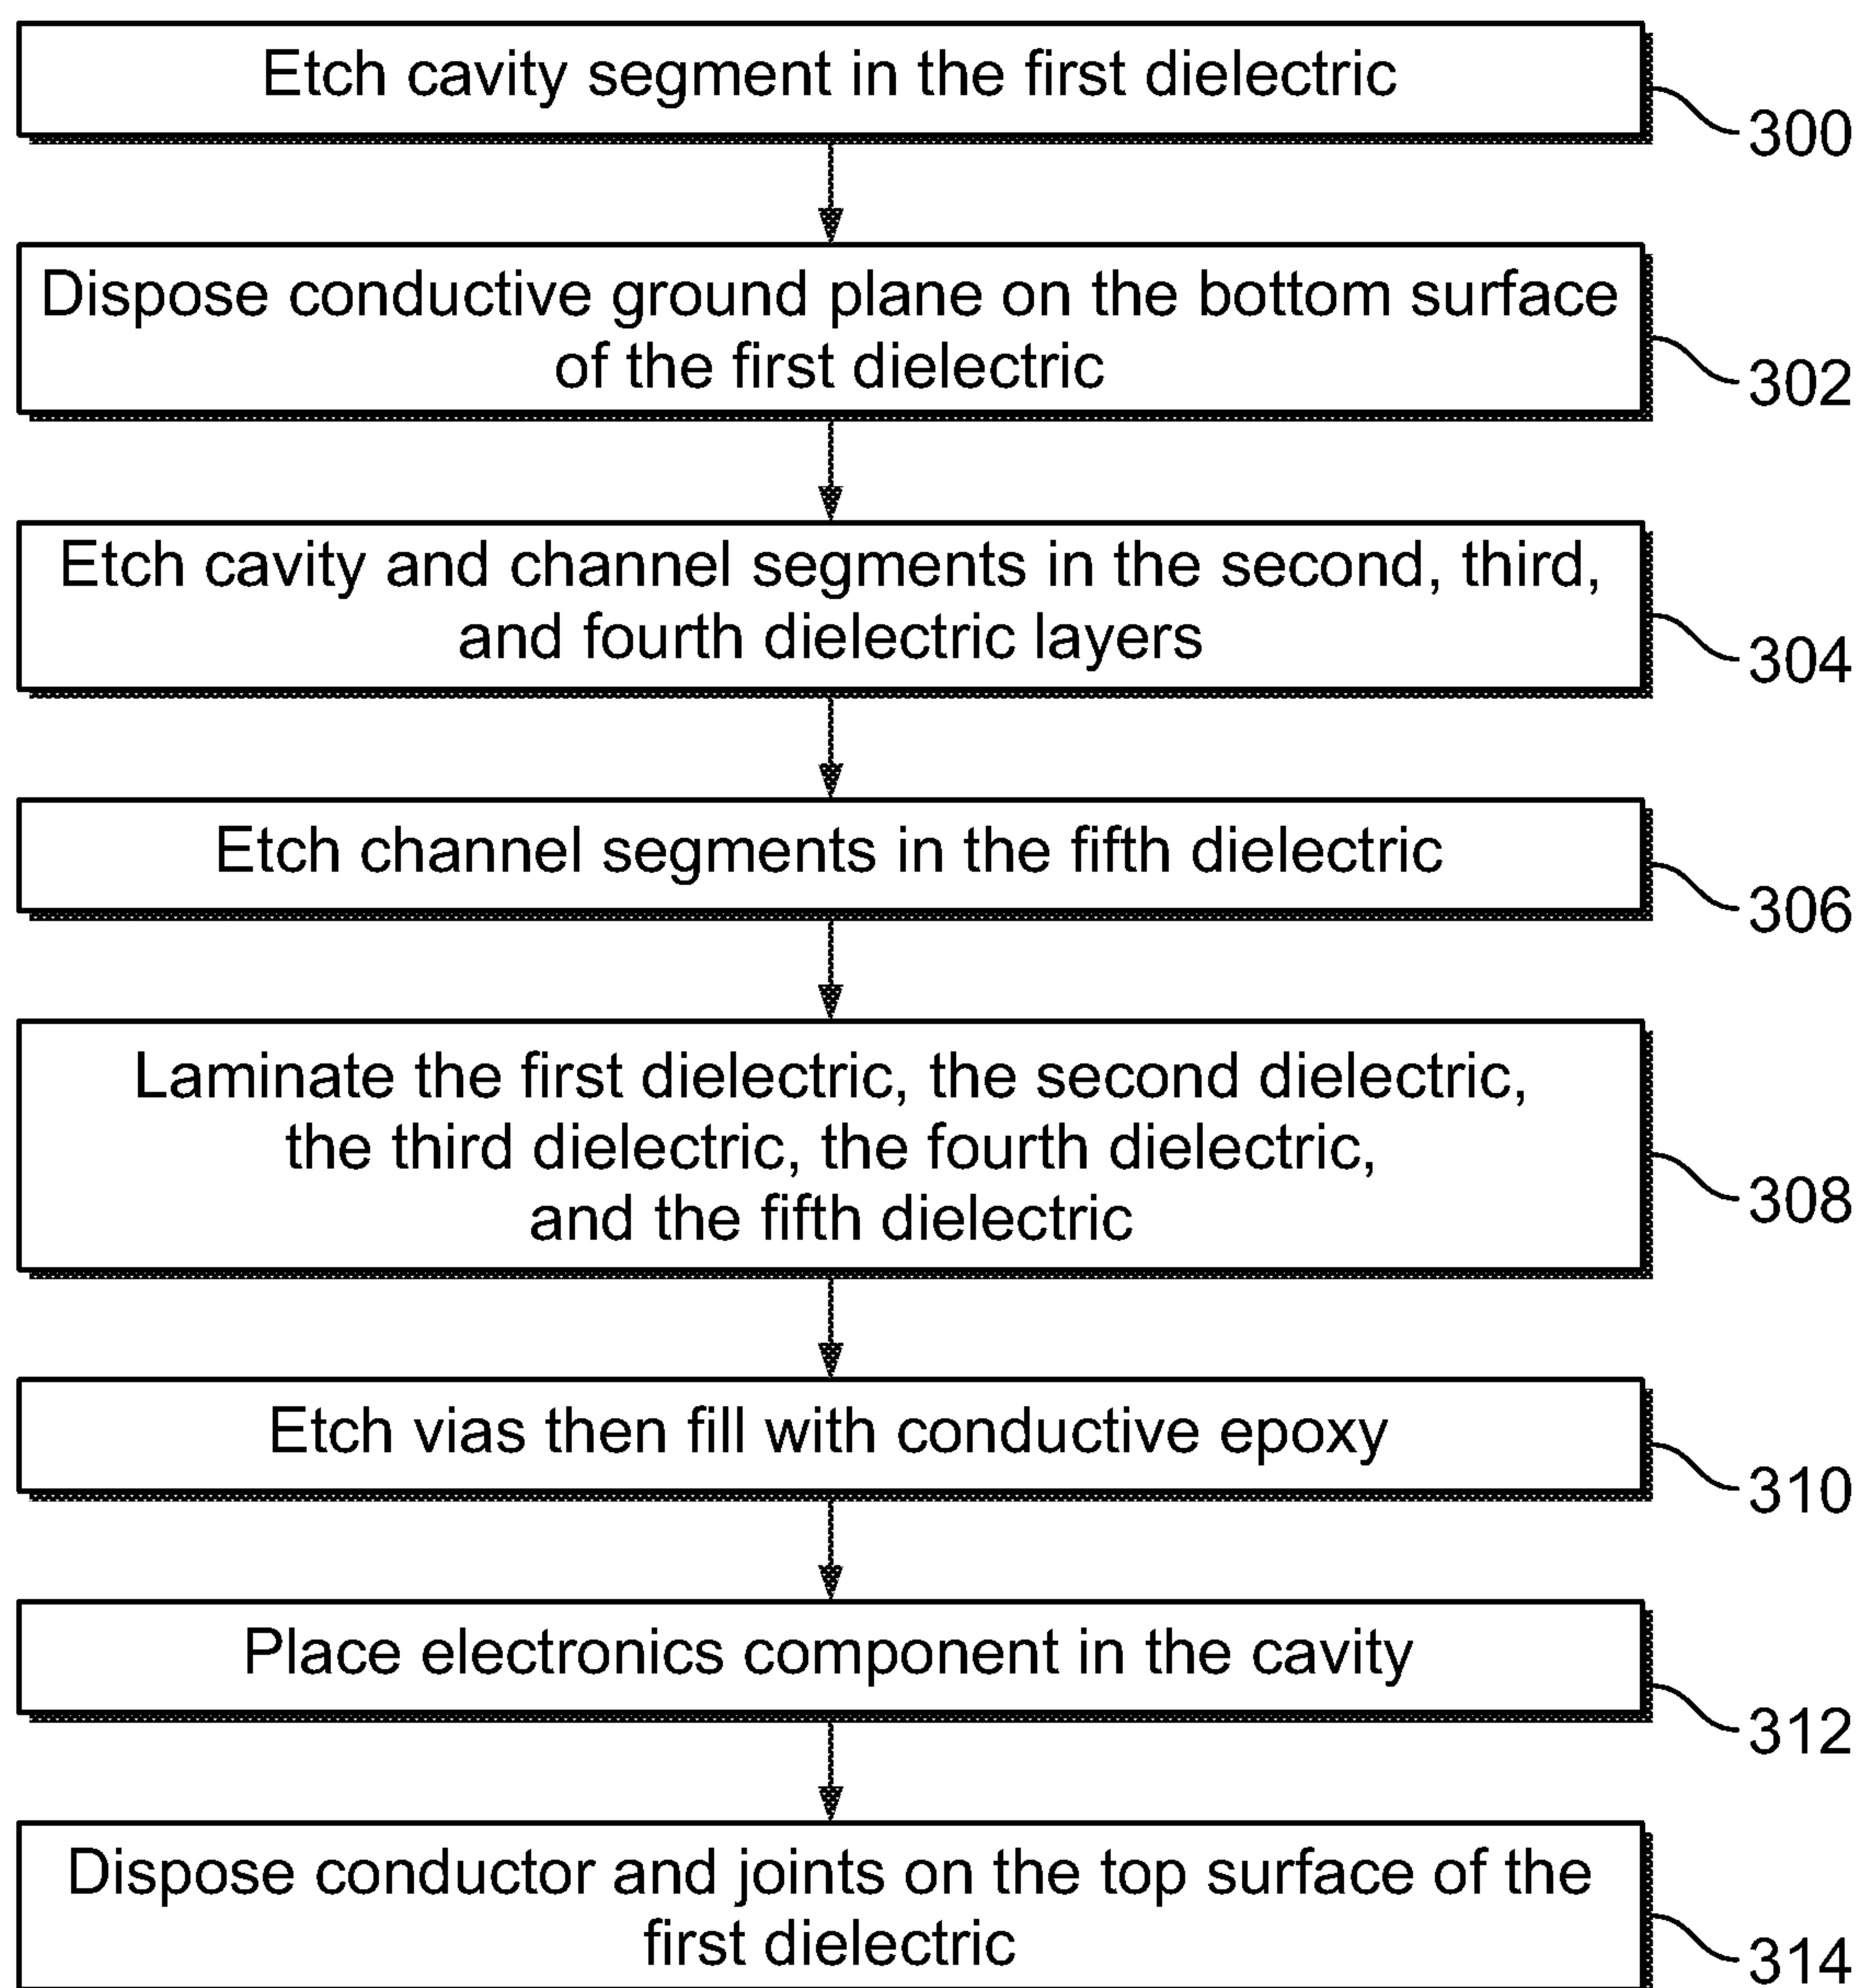 Etch cavity segment in the first dielectric
300
Dispose conductive ground plane on the bottom surface
of the first dielectric
302
Etch cavity and channel segments in the second, third,
and fourth dielectric layers
304
Etch channel segments in the fifth dielectric
306
Laminate the first dielectric, the second dielectric,
the third dielectric, the fourth dielectric,
and the fifth dielectric
308
Etch vias then fill with conductive epoxy
310
Place electronics component in the cavity
312
Dispose conductor and joints on the top surface of the
first dielectric
314